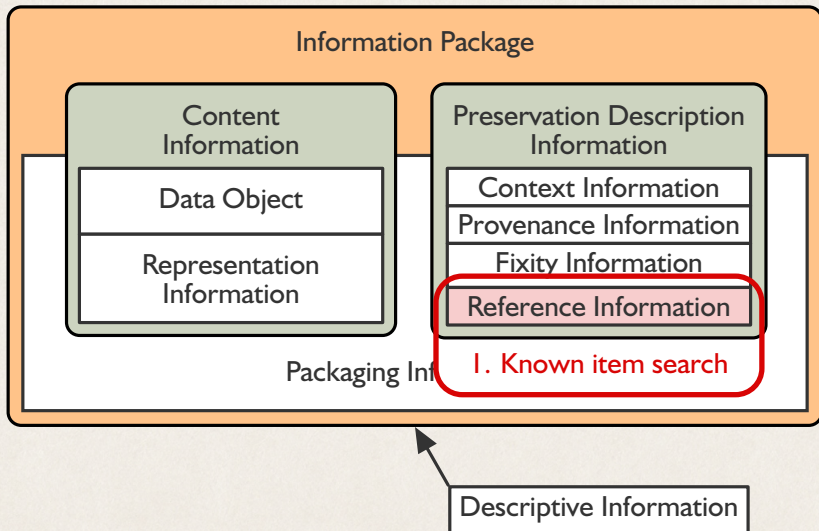 Information Package
Content
Information
Data Object
Representation
Information
Preservation Description
Information
Context Information
Provenance Information
Fixity Information
Reference Information
1. Known item search
Packaging Inf
Descriptive Information